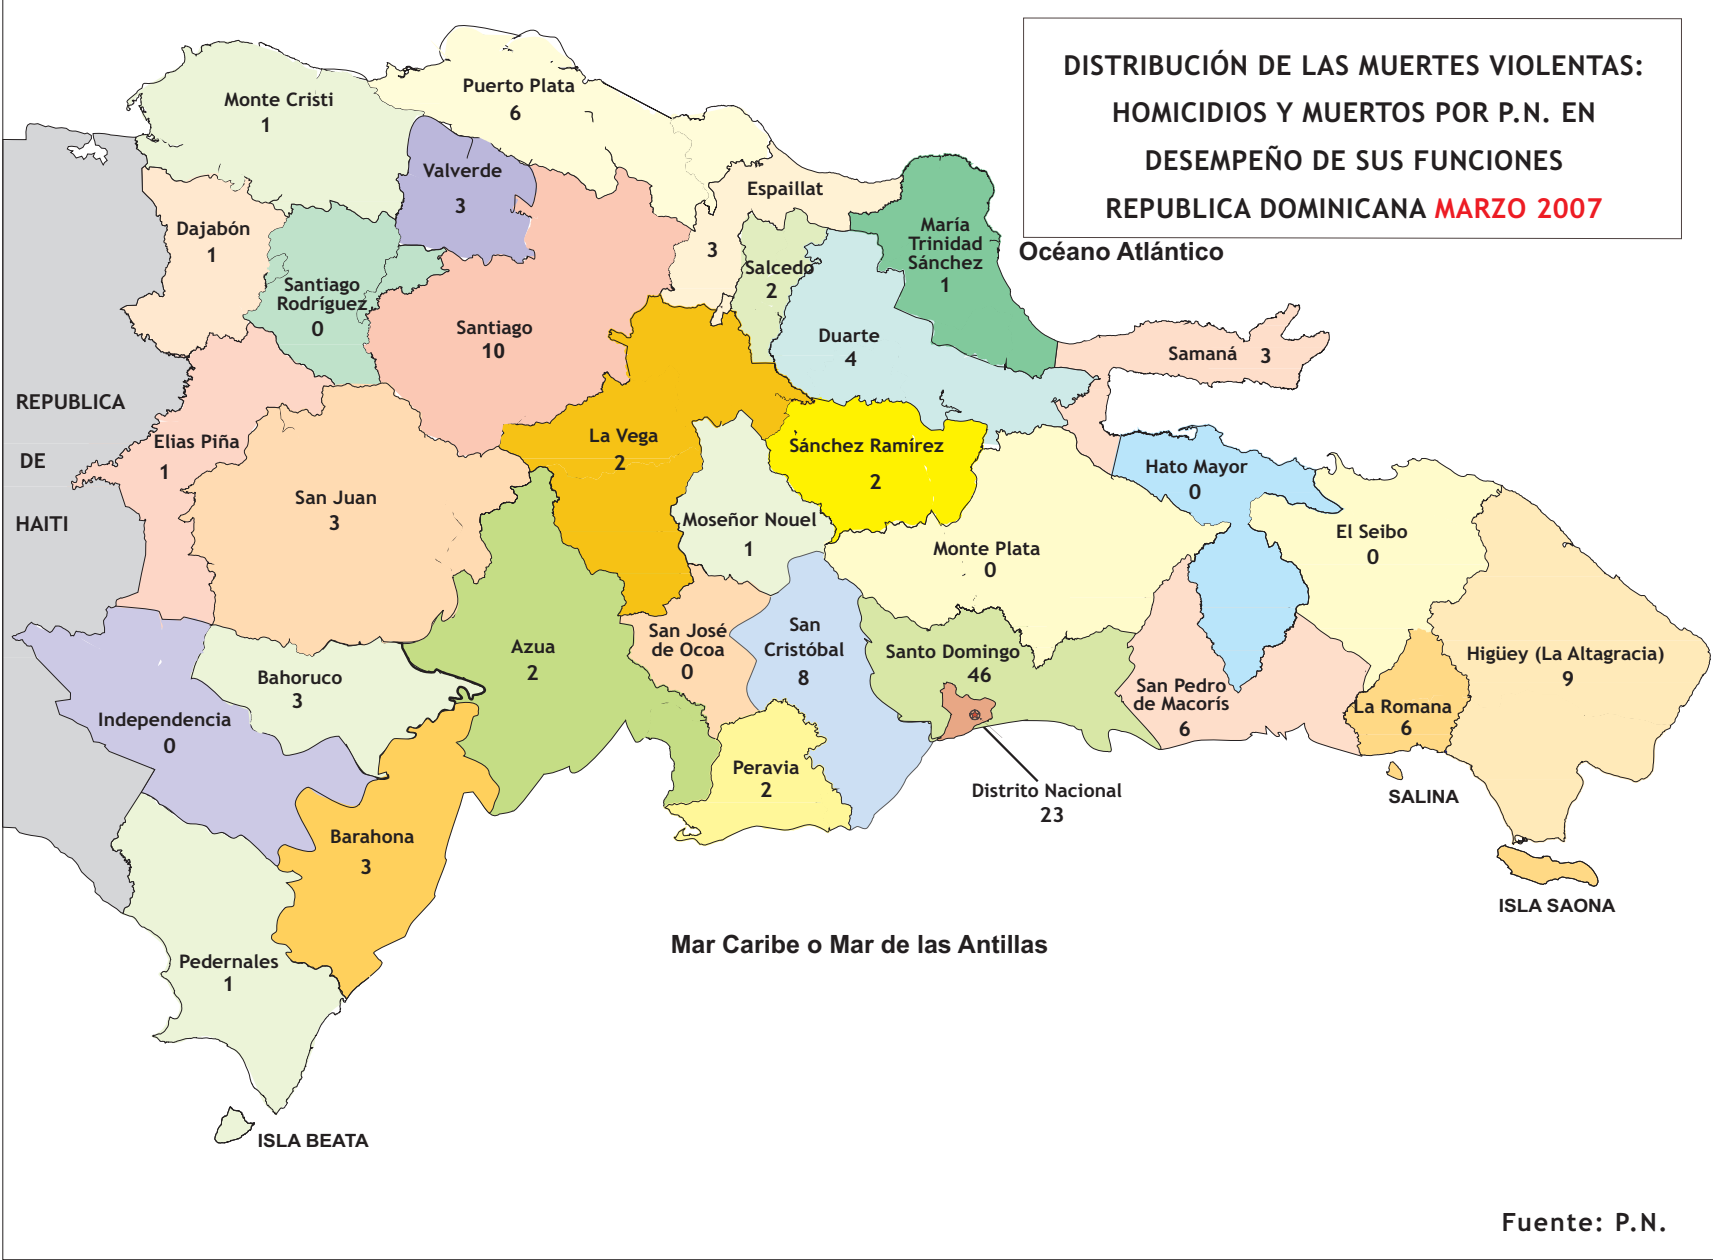 DISTRIBUCIÓN DE LAS MUERTES VIOLENTAS:
HOMICIDIOS Y MUERTOS POR P.N. EN
DESEMPEÑO DE SUS FUNCIONES
REPUBLICA DOMINICANA MARZO 2007
Puerto Plata
6
Monte Cristi
1
Valverde
3
Espaillat
3
Dajabón
1
María
Trinidad
Sánchez
1
Océano Atlántico
Salcedo
2
Santiago
Rodríguez
0
Santiago
10
Duarte
4
Samaná 3
REPUBLICA
DE
HAITI
Elias Piña
1
La Vega
2
Sánchez Ramírez
2
Hato Mayor
0
San Juan
3
Moseñor Nouel
1
Monte Plata
0
El Seibo
0
Azua
2
San José
de Ocoa
0
San
Cristóbal
8
Santo Domingo
46
Higüey (La Altagracia)
9
Bahoruco
3
San Pedro
de Macorís
6
La Romana
6
Independencia
0
Peravia
2
Distrito Nacional
23
SALINA
Barahona
3
ISLA SAONA
Mar Caribe o Mar de las Antillas
Pedernales
1
ISLA BEATA
Fuente: P.N.